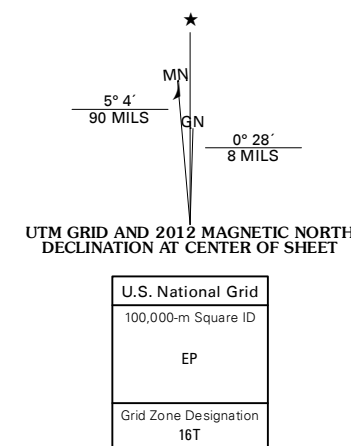 ★
MN
GN
5° 4´
90 MILS
0° 28´
8 MILS
UTM GRID AND 2012 MAGNETIC NORTH
DECLINATION AT CENTER OF SHEET
U.S. National Grid
100,000-m Square ID
EP
Grid Zone Designation
16T